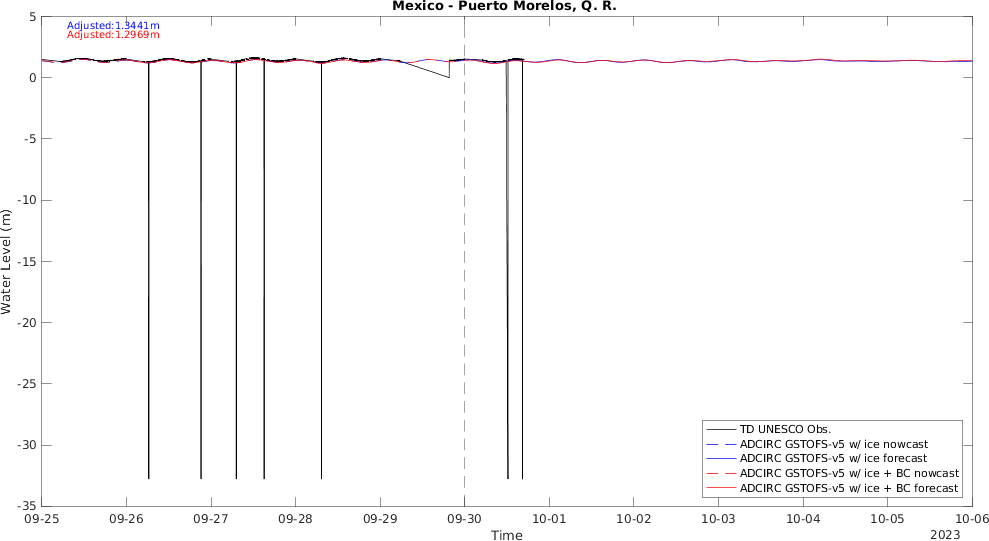 Mexico - Puerto Morelos, Q. R.
Adjusted:1.3441m
Adjusted:1.2969m
5
0
-5
-10
-15
-20
-25
-30
-35
Water Level (m)
TD UNESCO Obs.
ADCIRC GSTOFS-v5 w/ ice nowcast
ADCIRC GSTOFS-v5 w/ ice forecast
ADCIRC GSTOFS-v5 w/ ice + BC nowcast
ADCIRC GSTOFS-v5 w/ ice + BC forecast
09-25 09-26 09-27 09-28 09-29 09-30 10-01 10-02 10-03 10-04 10-05 10-06
Time
2023